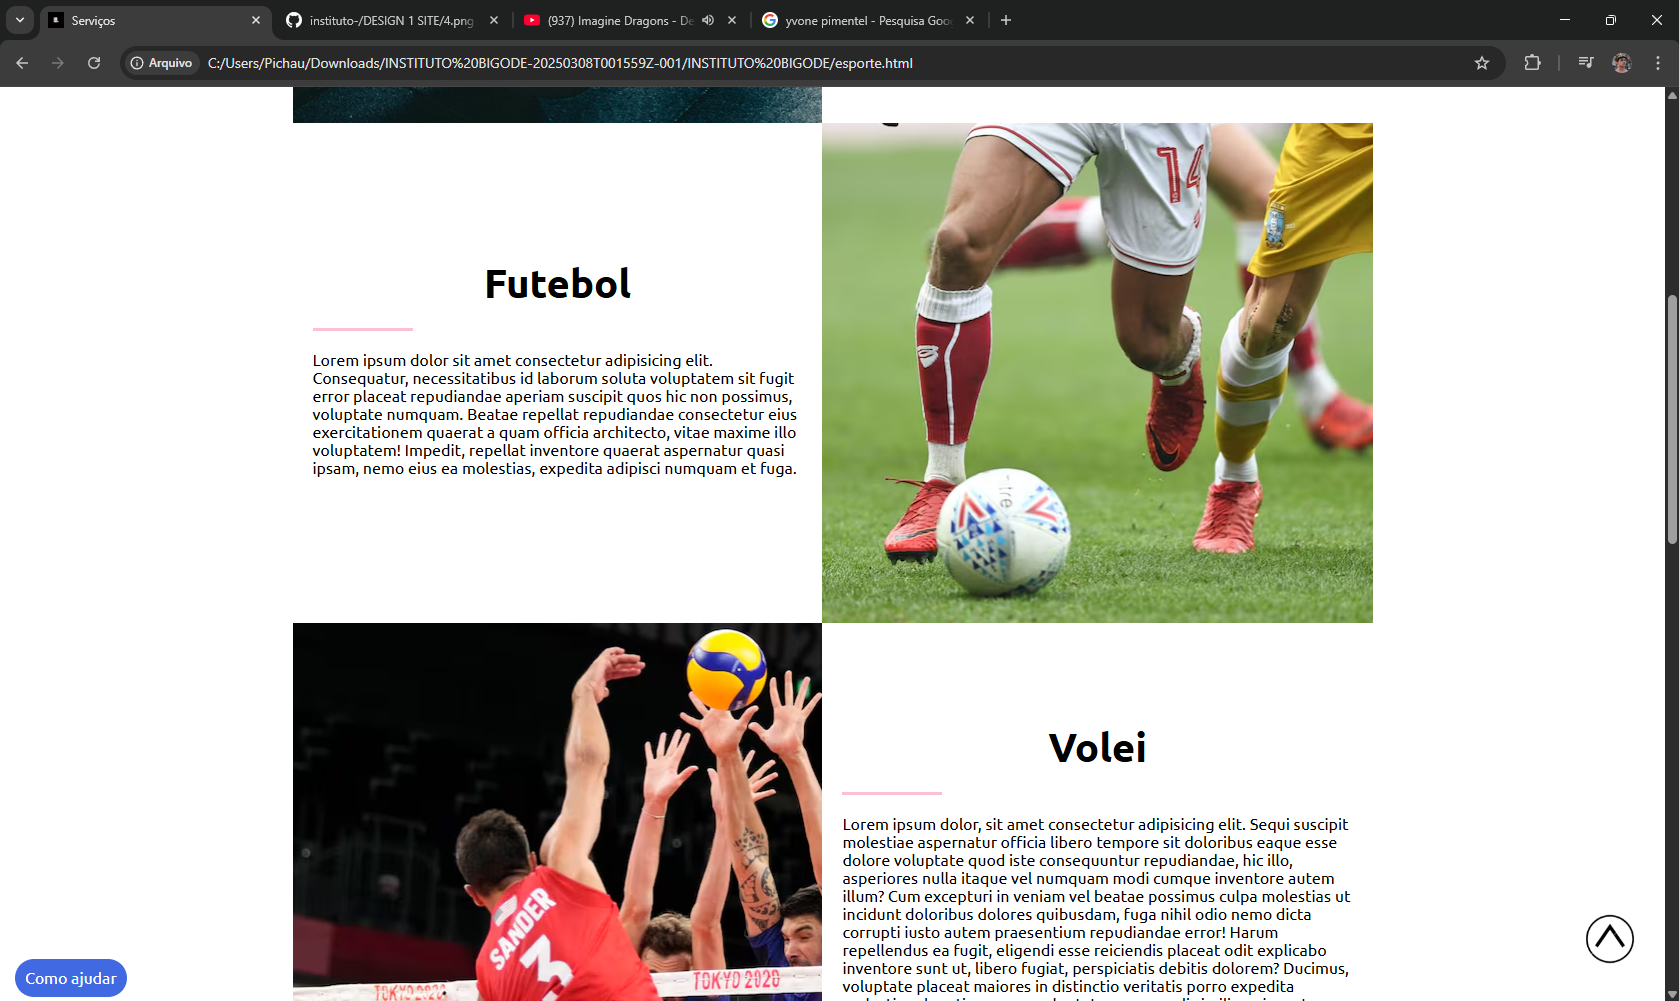 Serviços
instituto-/DESIGN 1 SITE/4.png
(937) Imagine Dragons - De
yvone pimentel - Pesquisa Goo
Arquivo
C:/Users/Pichau/Downloads/INSTITUTO%20BIGODE-20250308T001559Z-001/INSTITUTO%20BIGODE/esporte.html
14
Futebol
Lorem ipsum dolor sit amet consectetur adipisicing elit.
Consequatur, necessitatibus id laborum soluta voluptatem sit fugit
error placeat repudiandae aperiam suscipit quos hic non possimus,
voluptate numquam. Beatae repellat repudiandae consectetur eius
exercitationem quaerat a quam officia architecto, vitae maxime illo
voluptatem! Impedit, repellat inventore quaerat aspernatur quasi
ipsam, nemo eius ea molestias, expedita adipisci numquam et fuga.
tre
Volei
Lorem ipsum dolor, sit amet consectetur adipisicing elit. Sequi suscipit
molestiae aspernatur officia libero tempore sit doloribus eaque esse
dolore voluptate quod iste consequuntur repudiandae, hic illo,
asperiores nulla itaque vel numquam modi cumque inventore autem
illum? Cum excepturi in veniam vel beatae possimus culpa molestias ut
incidunt doloribus dolores quibusdam, fuga nihil odio nemo dicta
corrupti iusto autem praesentium repudiandae error! Harum
repellendus ea fugit, eligendi esse reiciendis placeat odit explicabo
inventore sunt ut, libero fugiat, perspiciatis debitis dolorem? Ducimus,
voluptate placeat maiores in distinctio veritatis porro expedita
SANDER
3
TOKYO 2020
TOKYO 2020
Como ajudar